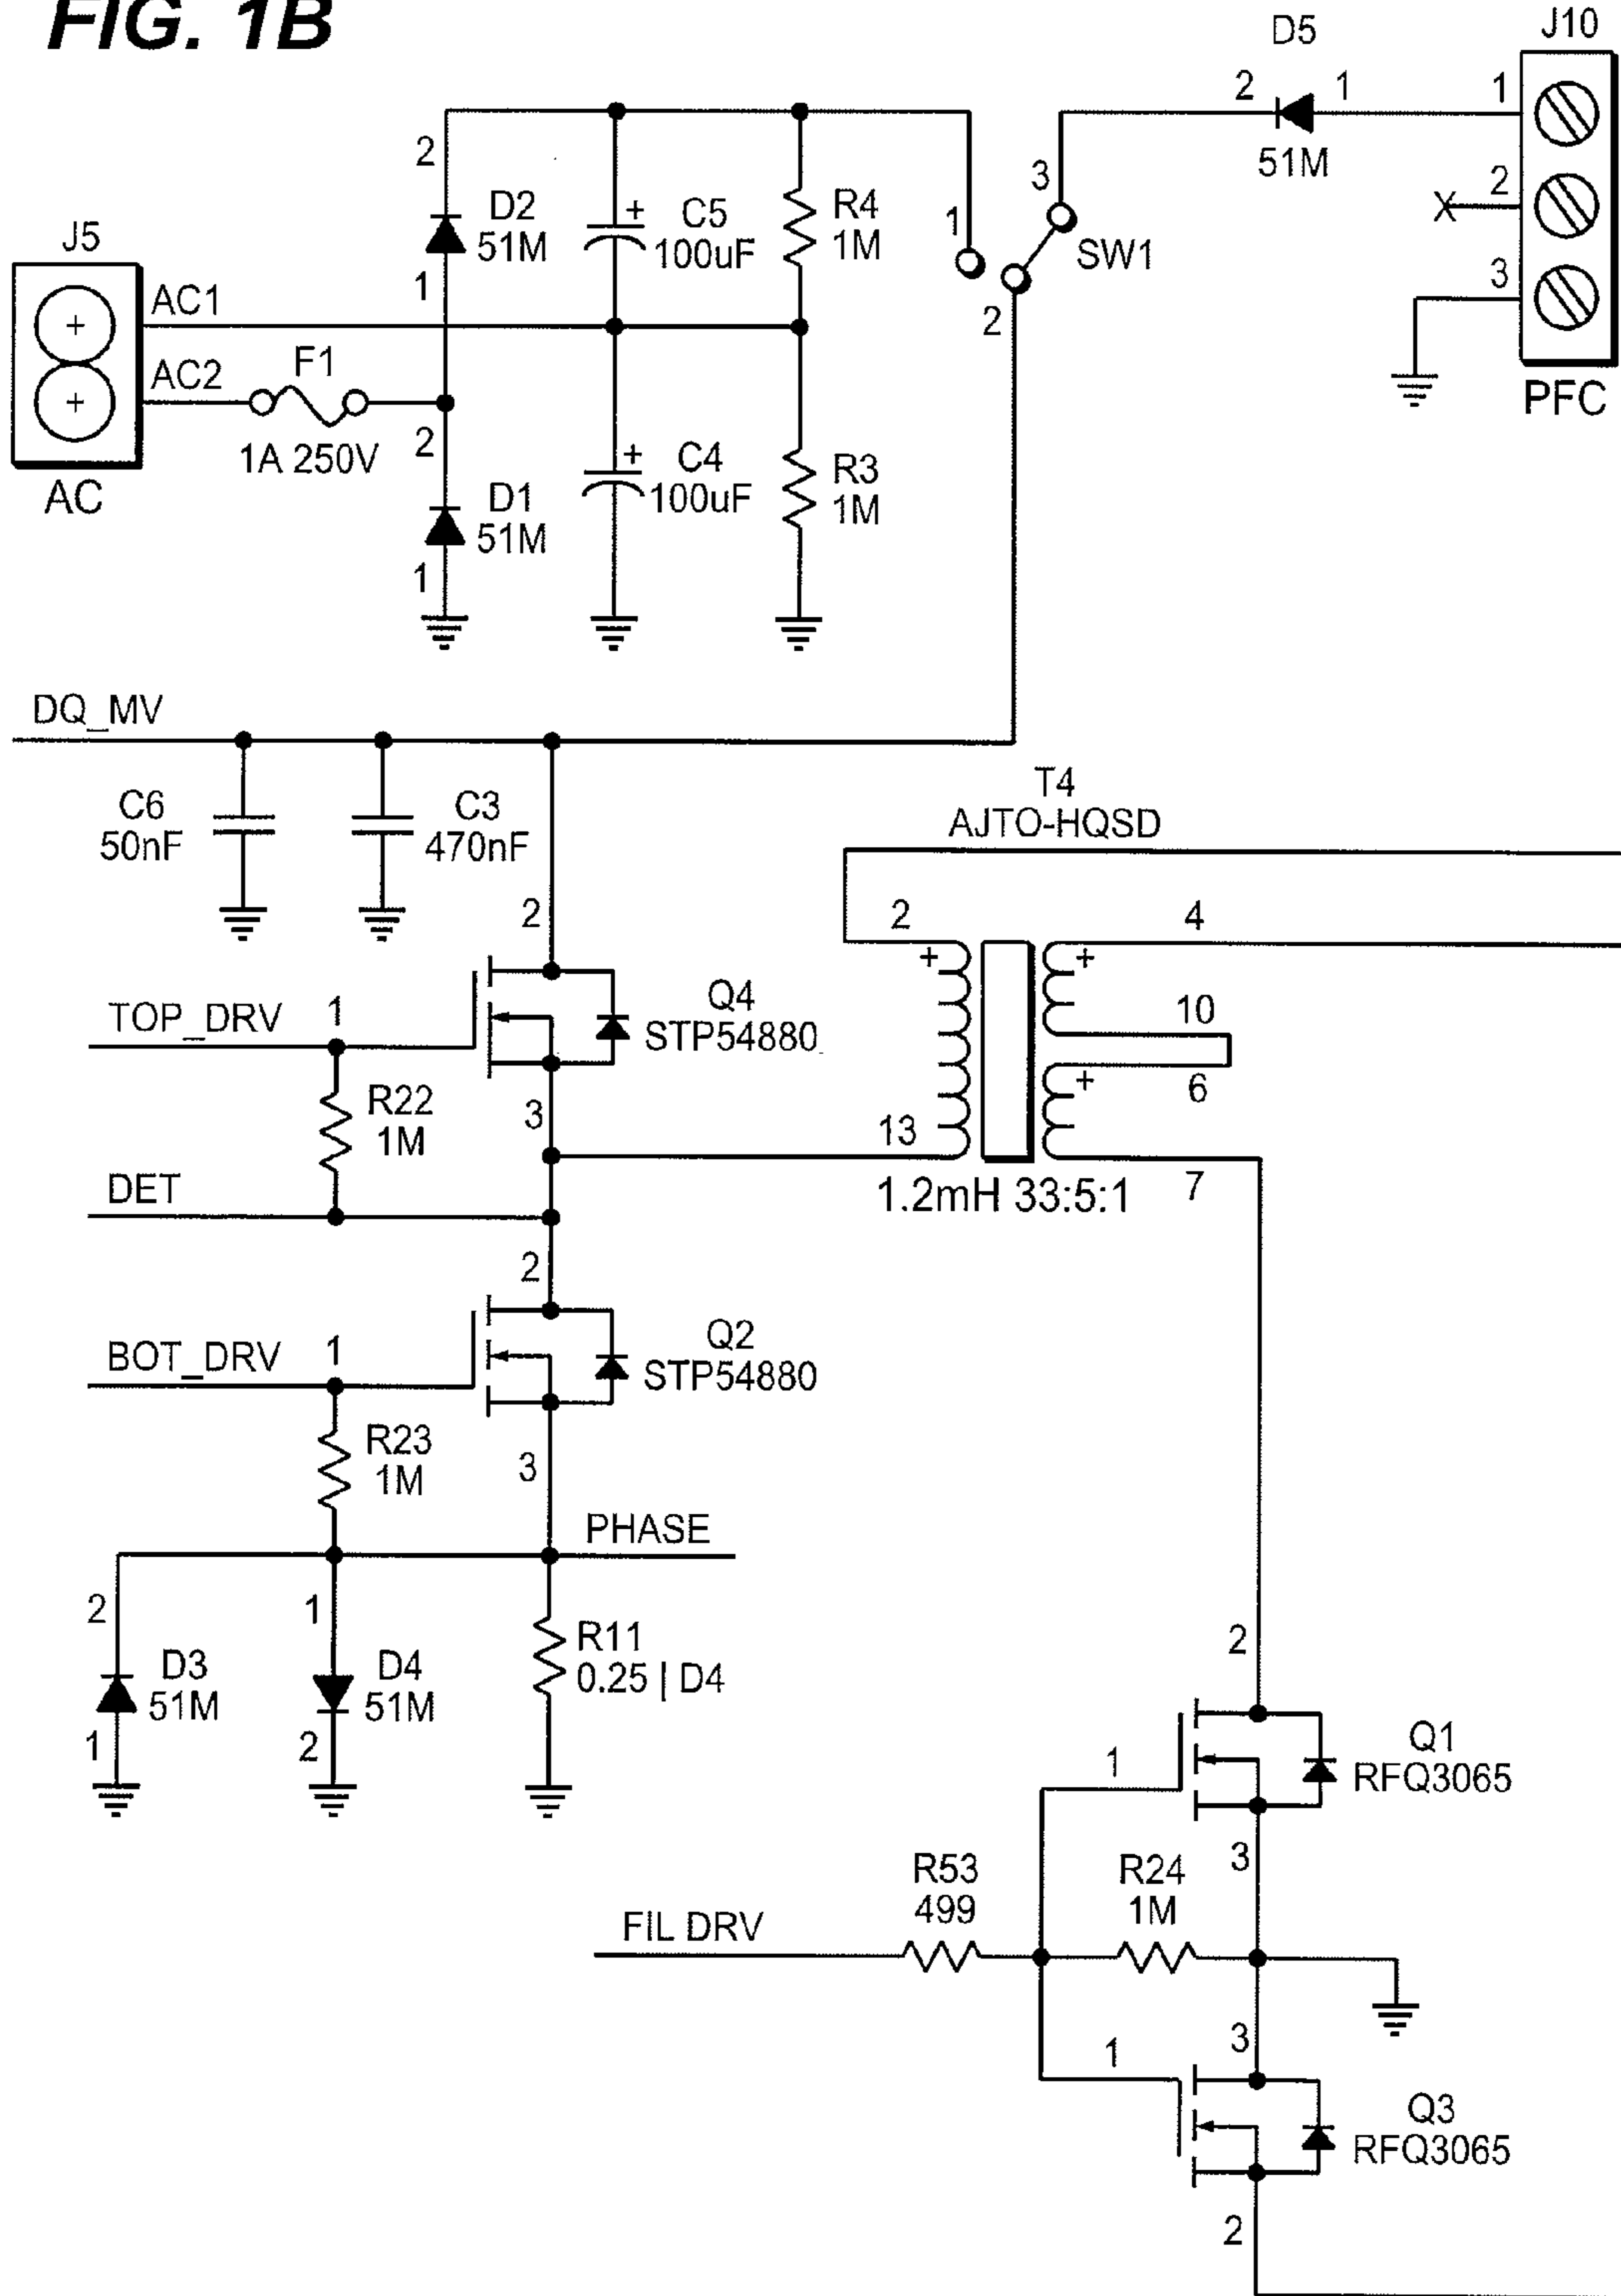 FIG. 1B
D5
J10
2
1
1
51M
2
D2
51M
1
C5
100uF
+
R4
1M
3
1
SW1
2
X
2
3
PFC
J5
AC1
AC2
+
+
AC
F1
1A 250V
2
D1
51M
1
+
C4
100uF
R3
1M
DQ_MV
C6
50nF
C3
470nF
T4
AJTO-HQSD
2
2
4
+
+
10
+
6
13
7
1.2mH 33:5:1
TOP_DRV
1
Q4
STP54880
R22
1M
3
DET
2
BOT_DRV
1
Q2
STP54880
R23
1M
3
PHASE
2
D3
51M
1
1
D4
51M
2
R11
0.25 | D4
2
1
Q1
RFQ3065
3
FIL DRV
R53
499
R24
1M
3
1
Q3
RFQ3065
2